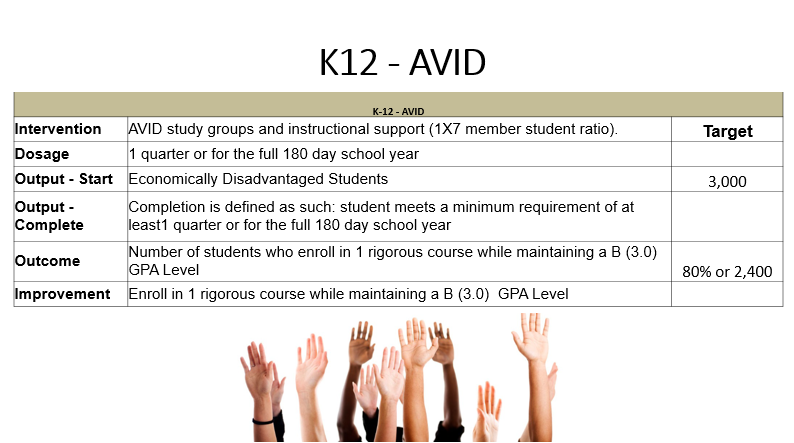 K12 - AVID
K-12 - AVID
Intervention
AVID study groups and instructional support (1X7 member student ratio).
Target
Dosage
1 quarter or for the full 180 day school year
Output - Start
Economically Disadvantaged Students
3,000
Output -
Complete
Completion is defined as such: student meets a minimum requirement of at
least1 quarter or for the full 180 day school year
Outcome
Number of students who enroll in 1 rigorous course while maintaining a B (3.0)
GPA Level
80% or 2,400
Improvement
Enroll in 1 rigorous course while maintaining a B (3.0)  GPA Level